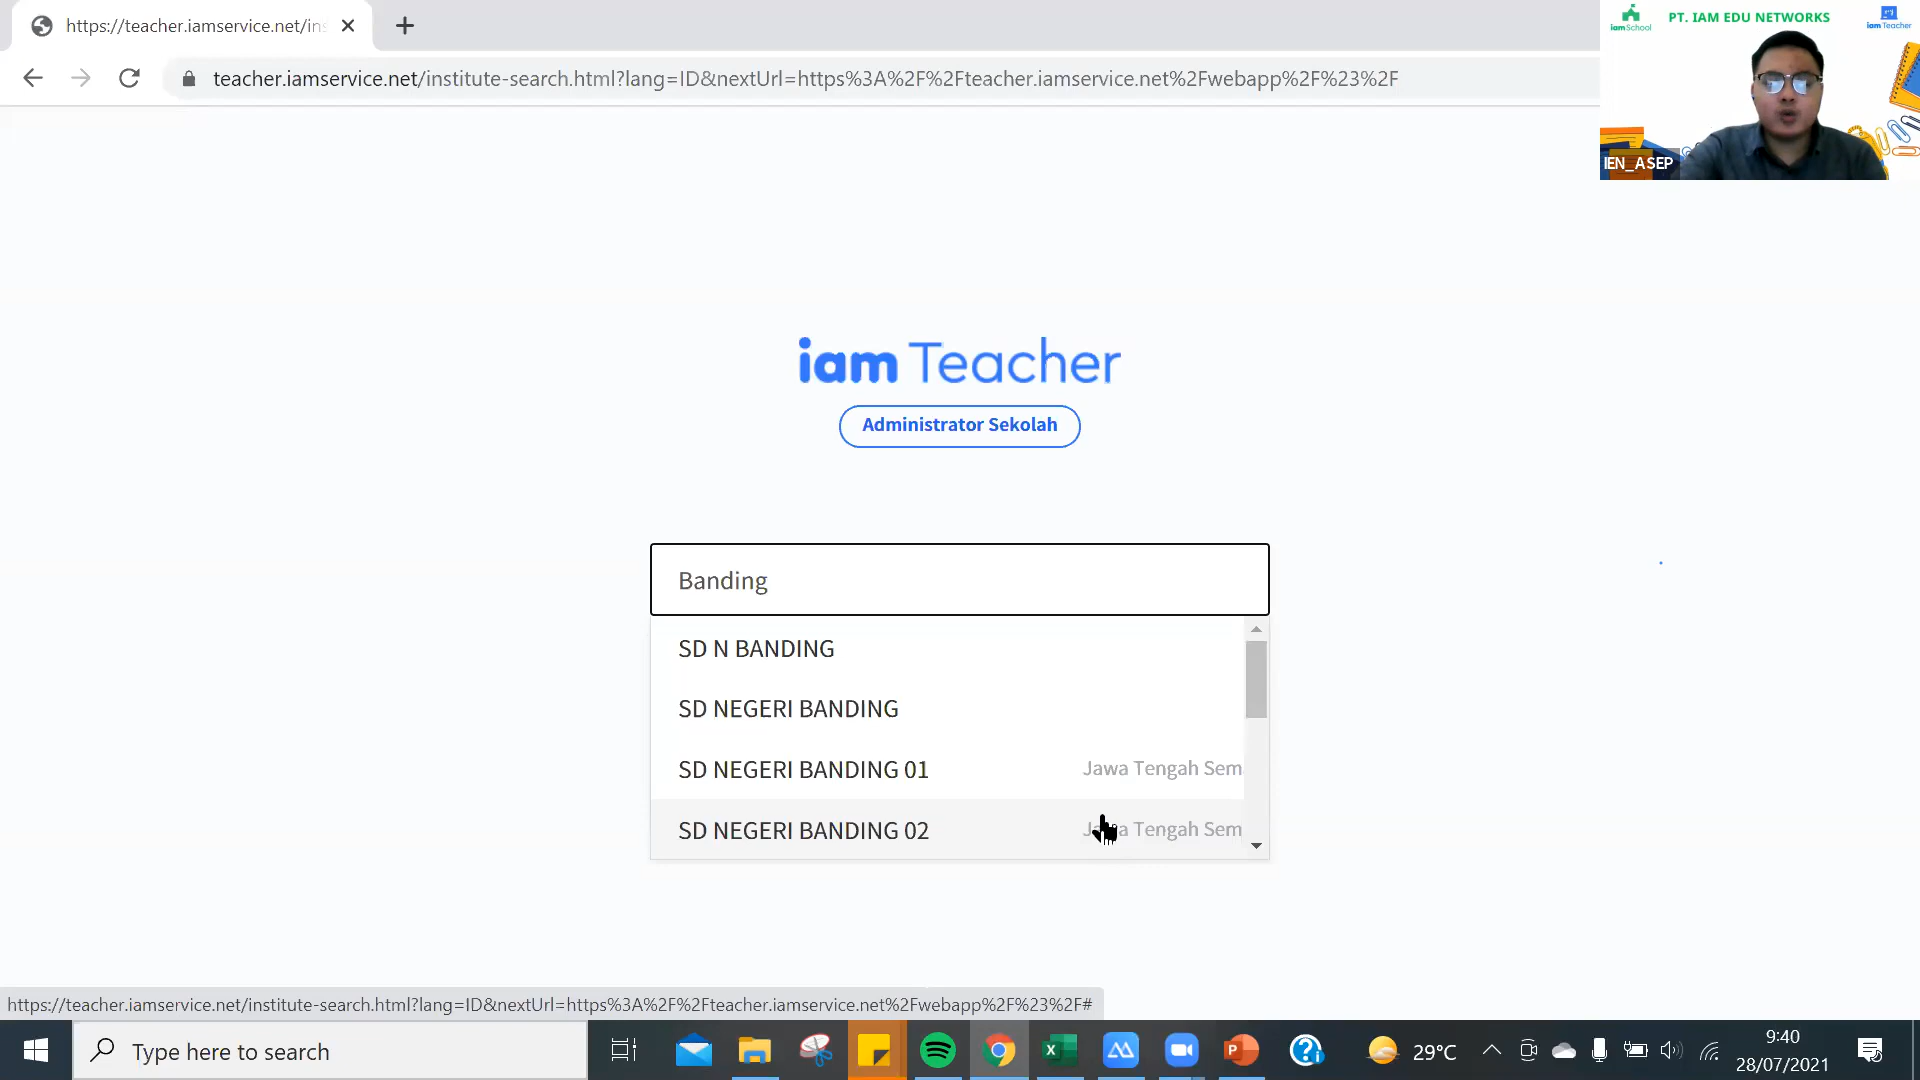 https://teacher.iamservice.net/ins
iamSchool
PT. IAM EDU NETWORKS
iam Teacher
teacher.iamservice.net/institute-search.html?lang=ID&nextUrl=https%3A%2F%2Fteacher.iamservice.net%2Fwebapp%2F%23%2F
IEN_ASEP
iam Teacher
Administrator Sekolah
Banding
SD N BANDING
SD NEGERI BANDING
SD NEGERI BANDING 01 Jawa Tengah Sem
SD NEGERI BANDING 02 Jawa Tengah Sem
https://teacher.iamservice.net/institute-search.html?lang=ID&nextUrl=https%3A%2F%2Fteacher.iamservice.net%2Fwebapp%2F%23%2F#
Type here to search
29°C
9:40
28/07/2021